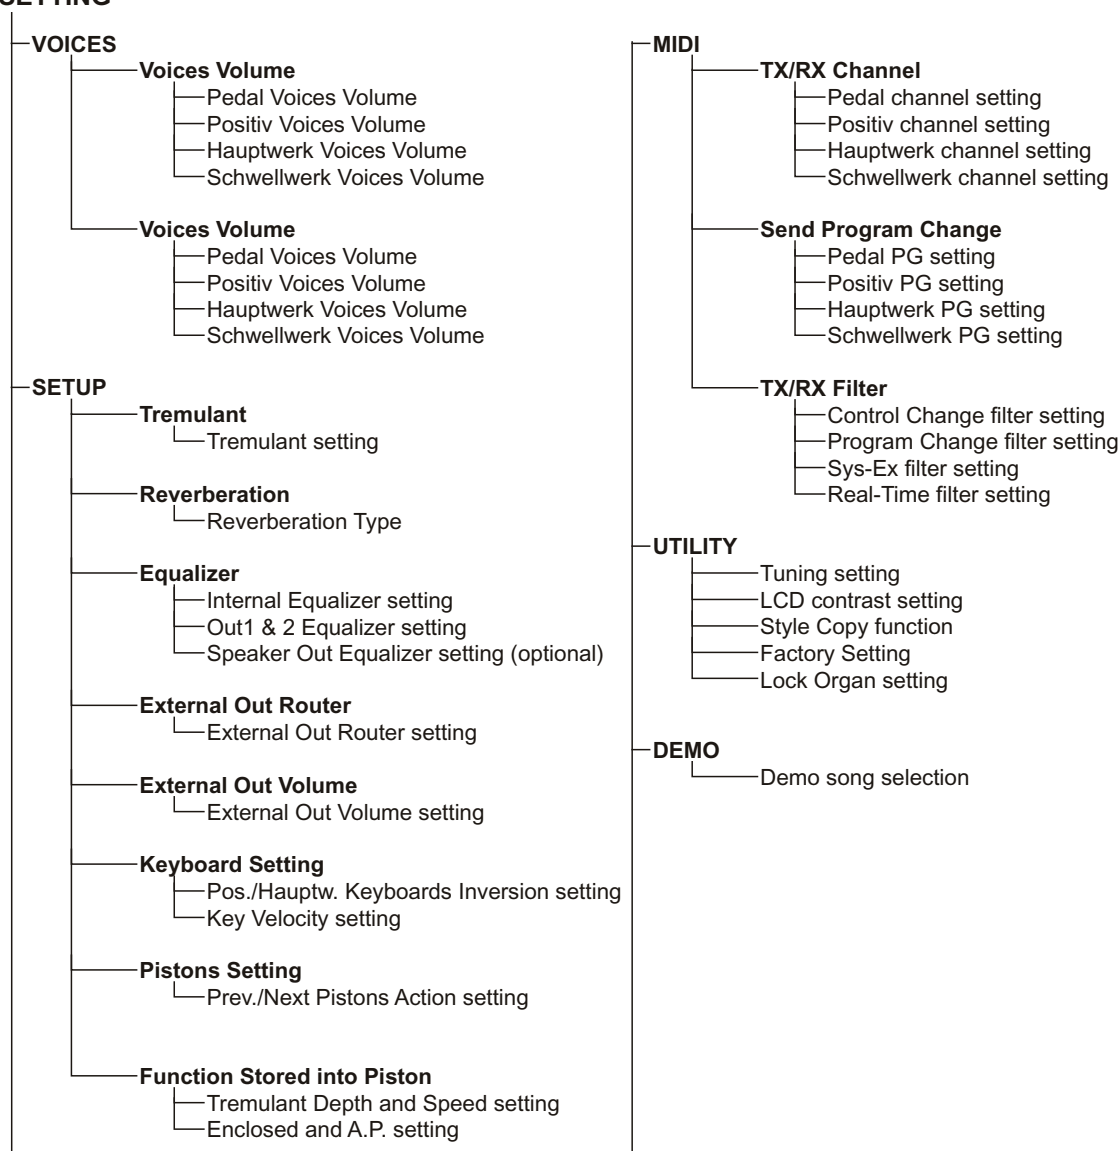 SETTING
VOICES
Voices Volume
Pedal Voices Volume
Positiv Voices Volume
Hauptwerk Voices Volume
Schwellwerk Voices Volume
Voices Volume
Pedal Voices Volume
Positiv Voices Volume
Hauptwerk Voices Volume
Schwellwerk Voices Volume
SETUP
Tremulant
Tremulant setting
Reverberation
Reverberation Type
Equalizer
Internal Equalizer setting
Out1 & 2 Equalizer setting
Speaker Out Equalizer setting (optional)
External Out Router
External Out Router setting
External Out Volume
External Out Volume setting
Keyboard Setting
Pos./Hauptw. Keyboards Inversion setting
Key Velocity setting
Pistons Setting
Prev./Next Pistons Action setting
Function Stored into Piston
Tremulant Depth and Speed setting
Enclosed and A.P. setting
MIDI
TX/RX Channel
Pedal channel setting
Positiv channel setting
Hauptwerk channel setting
Schwellwerk channel setting
Send Program Change
Pedal PG setting
Positiv PG setting
Hauptwerk PG setting
Schwellwerk PG setting
TX/RX Filter
Control Change filter setting
Program Change filter setting
Sys-Ex filter setting
Real-Time filter setting
UTILITY
Tuning setting
LCD contrast setting
Style Copy function
Factory Setting
Lock Organ setting
DEMO
Demo song selection